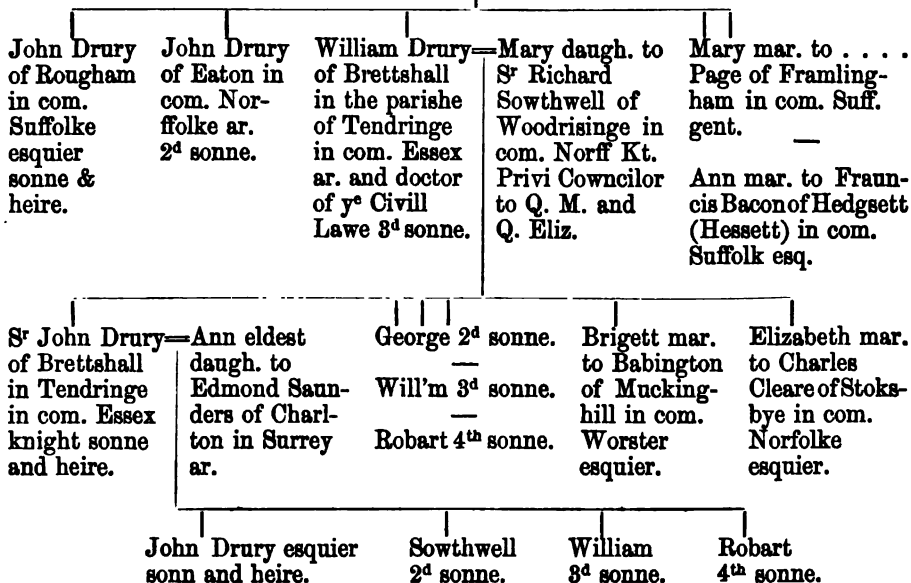 John Drury
of Rougham
in com.
Suffolke
esquier
sonne &
heire.
John Drury
of Eaton in
com. Nor-
ffolke ar.
2d sonne.
William Drury=Mary daugh. to
of Brettshall
in the parishe
of Tendringe
in com. Essex
ar. and doctor
of ye Civill
Lawe 3d sonne.
Sr Richard
Sowthwell of
Woodrisinge in
com. Norff Kt.
Privi Cowncilor
to Q. M. and
Q. Eliz.
Mary mar. to . . . .
Page of Framling-
ham in com. Suff.
gent.
—
Ann mar. to Fraun-
cis Bacon of Hedgsett
(Hessett) in com.
Suffolk esq.
Sr John Drury=Ann eldest
of Brettshall
in Tendringe
in com. Essex
knight sonne
and heire.
daugh. to
Edmond Saun-
ders of Charl-
ton in Surrey
ar.
George 2d sonne.
—
Will'm 3d sonne.
—
Robart 4th sonne.
Brigett mar.
to Babington
of Mucking-
hill in com.
Worster
esquier.
Elizabeth mar.
to Charles
Cleare of Stoks-
bye in com.
Norfolke
esquier.
John Drury esquier
sonn and heire.
Sowthwell
2d sonne.
William
3d sonne.
Robart
4th sonne.